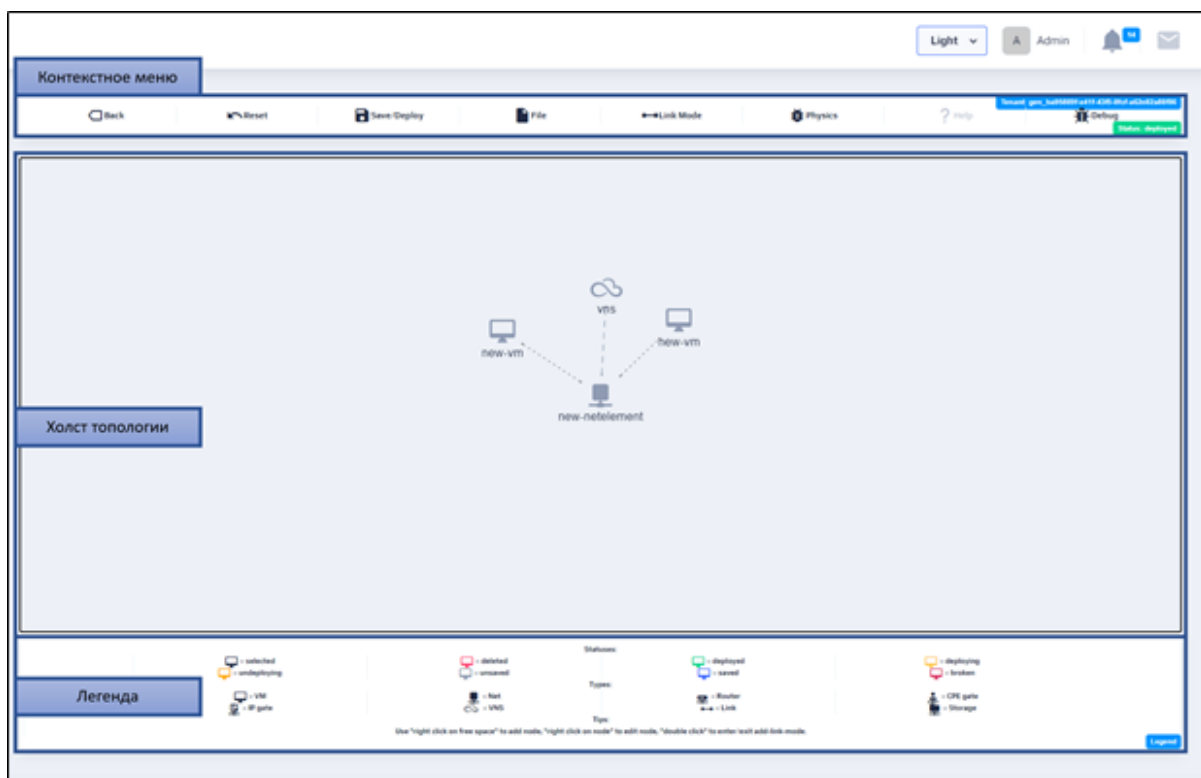 Light
A Admin
Контекстное меню
Back Reset Save/Deploy File Link Mode Physics ? Help Debug
Status: deployed
vns
new-vm
new-vm
new-netelement
Холст топологии
Statuses:
= selected = deleted = deployed = deploying
= undeploying = unsaved = saved = broken
Types:
Легенда
= VM = Net = Router = CPE gate
= IP gate = VNS = Link = Storage
Tips:
Use "right click on free space" to add node, "right click on node" to edit node, "double click" to enter/exit add-link-mode.
Legend